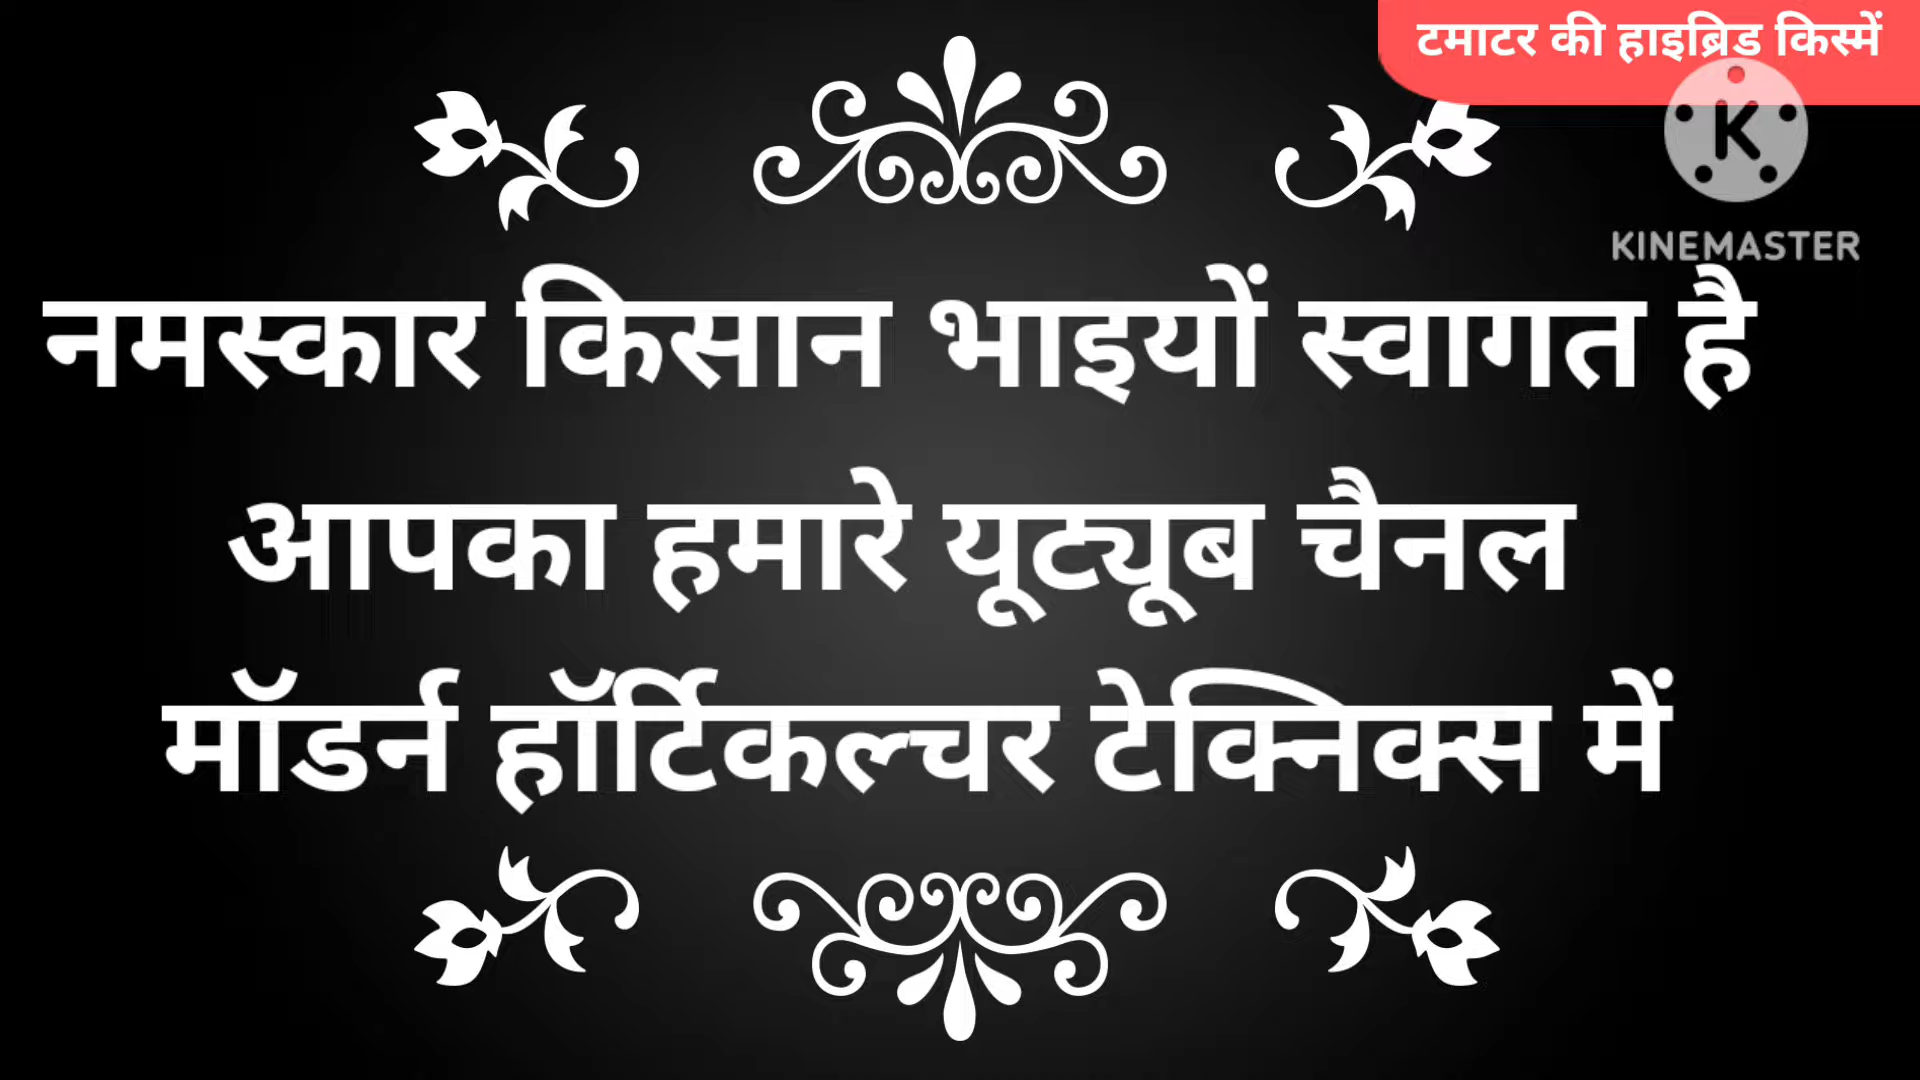 टमाटर की हाइब्रिड किस्में
KINEMASTER
नमस्कार किसान भाइयों स्वागत है
आपका हमारे यूट्यूब चैनल
मॉडर्न हॉर्टिकल्चर टेक्निक्स में